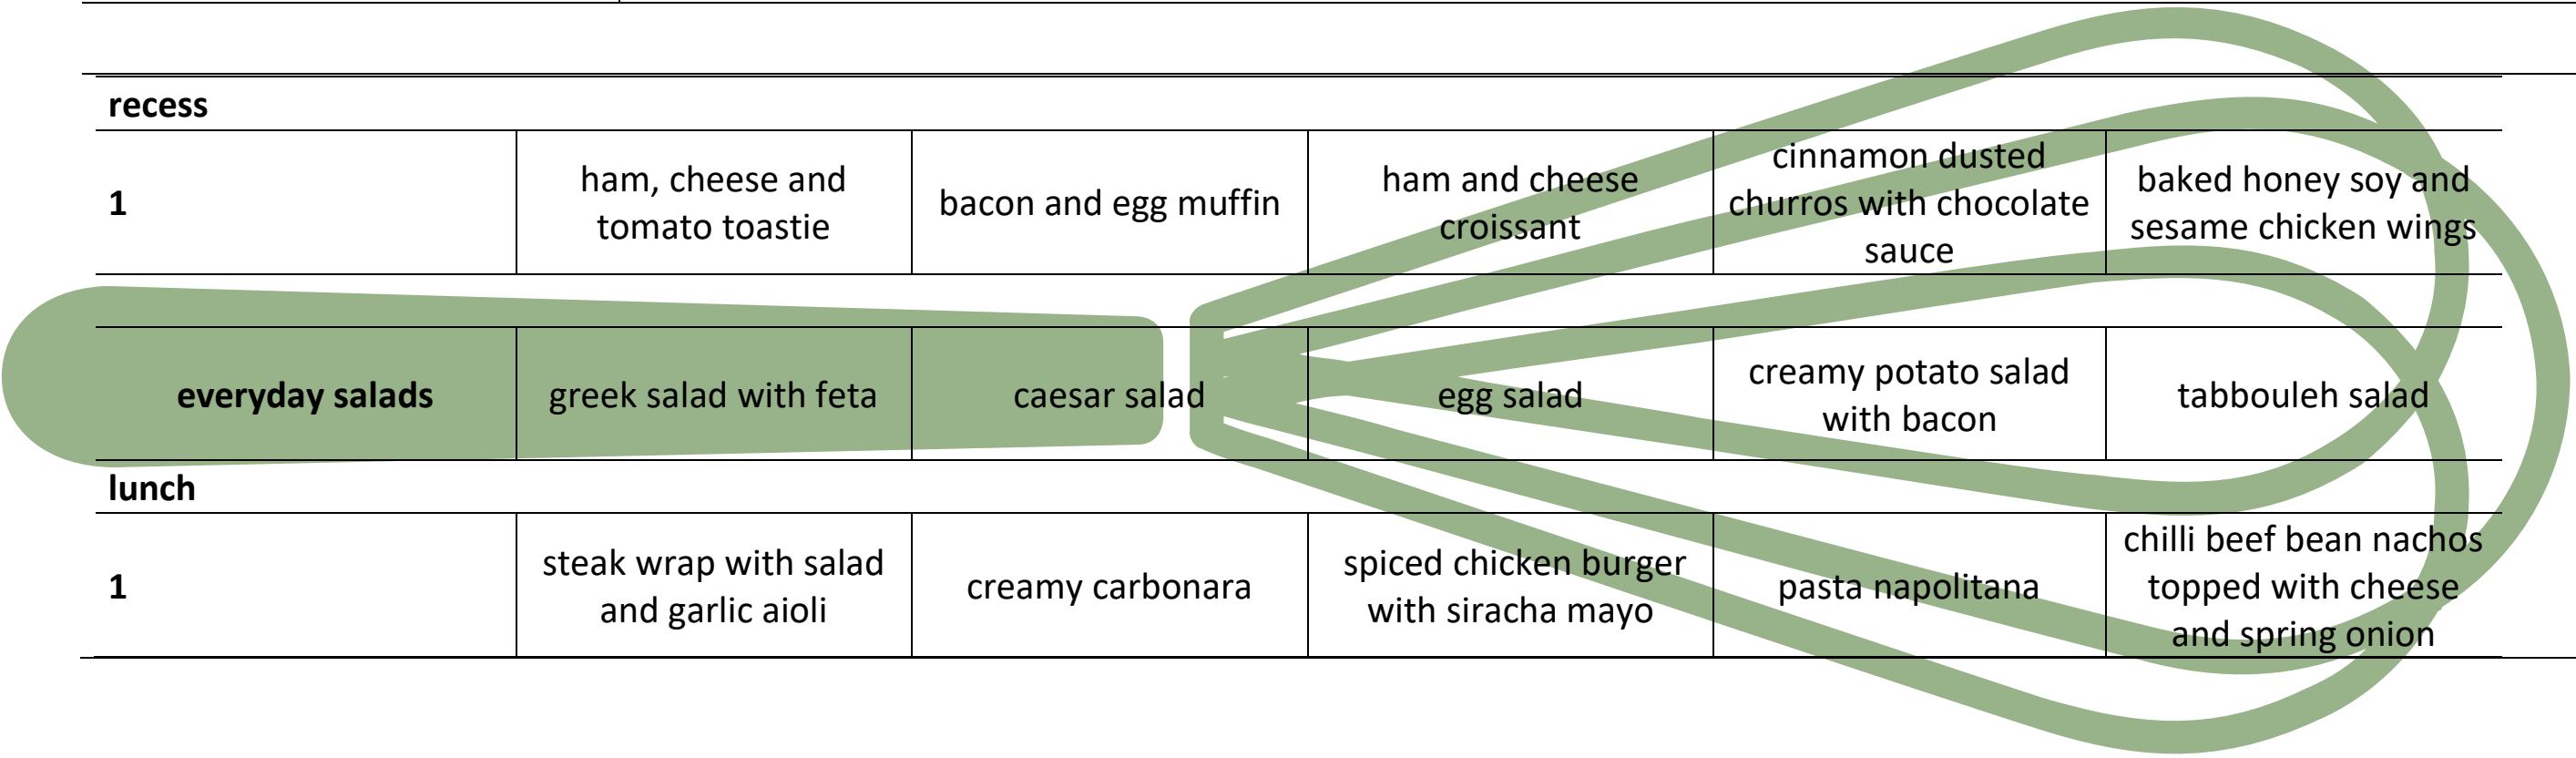 recess
1
ham, cheese and
tomato toastie
bacon and egg muffin
ham and cheese
croissant
cinnamon dusted
churros with chocolate
sauce
baked honey soy and
sesame chicken wings
everyday salads
greek salad with feta
caesar salad
egg salad
creamy potato salad
with bacon
tabbouleh salad
lunch
1
steak wrap with salad
and garlic aioli
creamy carbonara
spiced chicken burger
with siracha mayo
pasta napolitana
chilli beef bean nachos
topped with cheese
and spring onion